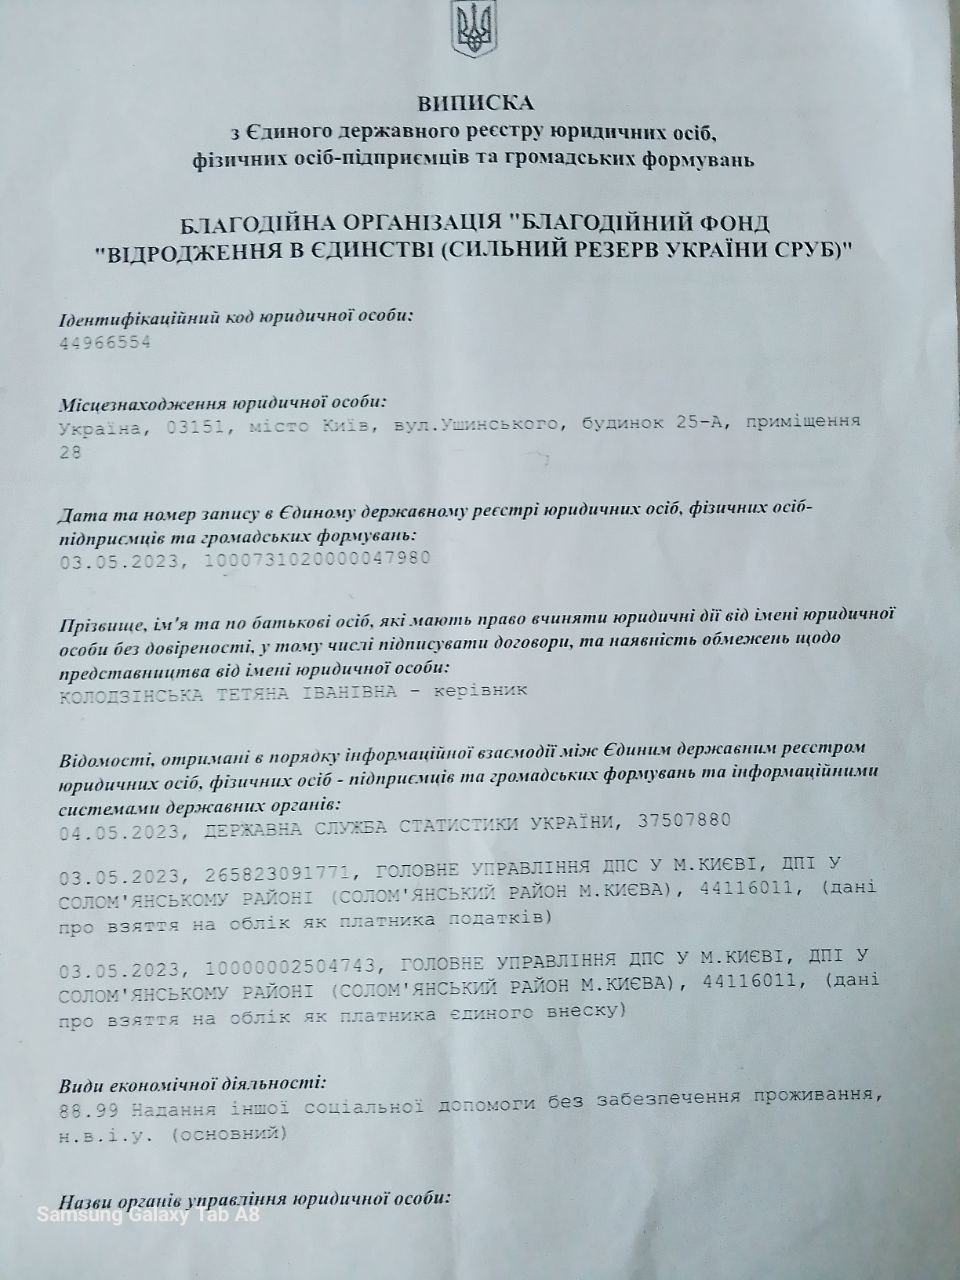 ВИПИСКА
з Єдиного державного реєстру юридичних осіб,
фізичних осіб-підприємців та громадських формувань
БЛАГОДІЙНА ОРГАНІЗАЦІЯ "БЛАГОДІЙНИЙ ФОНД
"ВІДРОДЖЕННЯ В ЄДИНСТВІ (СИЛЬНИЙ РЕЗЕРВ УКРАЇНИ СРУБ)"
Ідентифікаційний код юридичної особи:
44966554
Місцезнаходження юридичної особи:
Україна, 03151, місто Київ, вул.Ушинського, будинок 25-А, приміщення
28
Дата та номер запису в Єдиному державному реєстрі юридичних осіб, фізичних осіб-
підприємців та громадських формувань:
03.05.2023, 1000731020000047980
Прізвище, ім'я та по батькові осіб, які мають право вчиняти юридичні дії від імені юридичної
особи без довіреності, у тому числі підписувати договори, та наявність обмежень щодо
представництва від імені юридичної особи:
КОЛОДЗІНСЬКА ТЕТЯНА ІВАНІВНА - керівник
Відомості, отримані в порядку інформаційної взаємодії між Єдиним державним реєстром
юридичних осіб, фізичних осіб - підприємців та громадських формувань та інформаційними
системами державних органів:
04.05.2023, ДЕРЖАВНА СЛУЖБА СТАТИСТИКИ УКРАЇНИ, 37507880
03.05.2023, 265823091771, ГОЛОВНЕ УПРАВЛІННЯ ДПС У М.КИЄВІ, ДПІ У
СОЛОМ'ЯНСЬКОМУ РАЙОНІ (СОЛОМ'ЯНСЬКИЙ РАЙОН М.КИЄВА), 44116011, (дані
про взяття на облік як платника податків)
03.05.2023, 10000002504743, ГОЛОВНЕ УПРАВЛІННЯ ДПС У М.КИЄВІ, ДПІ У
СОЛОМ'ЯНСЬКОМУ РАЙОНІ (СОЛОМ'ЯНСЬКИЙ РАЙОН М.КИЄВА), 44116011, (дані
про взяття на облік як платника єдиного внеску)
Види економічної діяльності:
88.99 Надання іншої соціальної допомоги без забезпечення проживання,
н.в.і.у. (основний)
Назви органів управління юридичної особи:
Samsung Galaxy Tab A8